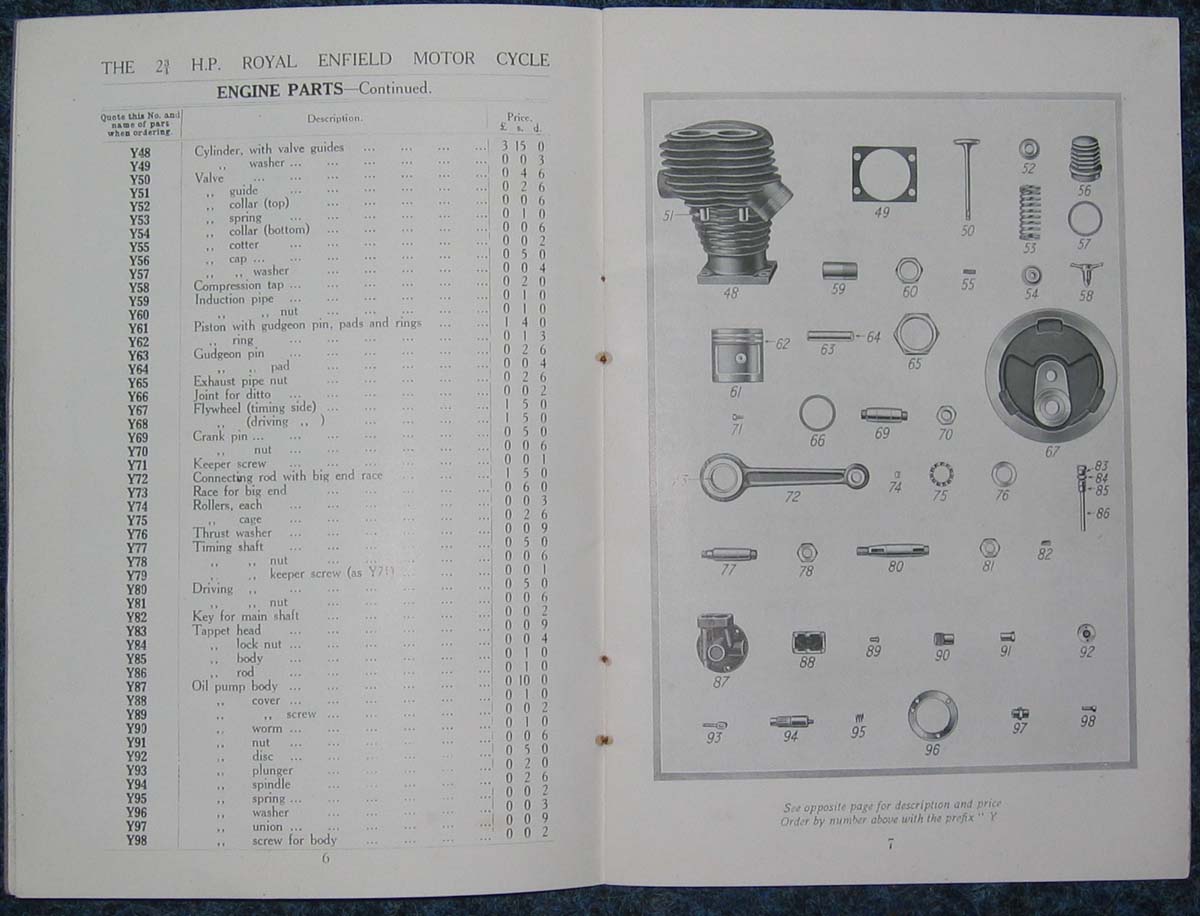 THE 2¾ H.P. ROYAL ENFIELD MOTOR CYCLE
ENGINE PARTS—Continued.
Quote this No. and name of part when ordering. Description. Price. £ s. d.
Y48 Cylinder, with valve guides ... ... ... ... 3 15 0
Y49 ,, washer ... ... ... ... ... 0 0 3
Y50 Valve ... ... ... ... ... ... 0 4 6
Y51 ,, guide ... ... ... ... ... 0 2 6
Y52 ,, collar (top) ... ... ... ... ... 0 0 6
Y53 ,, spring ... ... ... ... ... 0 1 0
Y54 ,, collar (bottom) ... ... ... ... ... 0 0 6
Y55 ,, cotter ... ... ... ... ... 0 0 2
Y56 ,, cap ... ... ... ... ... ... 0 5 0
Y57 ,, ,, washer ... ... ... ... ... 0 0 4
Y58 Compression tap ... ... ... ... ... ... 0 2 0
Y59 Induction pipe ... ... ... ... ... ... 0 1 0
Y60 ,, ,, nut ... ... ... ... ... 0 1 0
Y61 Piston with gudgeon pin, pads and rings ... ... 1 4 0
Y62 ,, ring ... ... ... ... ... ... 0 1 3
Y63 Gudgeon pin ... ... ... ... ... ... 0 2 6
Y64 ,, ,, pad ... ... ... ... ... 0 0 4
Y65 Exhaust pipe nut ... ... ... ... ... ... 0 2 6
Y66 Joint for ditto ... ... ... ... ... ... 0 0 2
Y67 Flywheel (timing side) ... ... ... ... ... 1 5 0
Y68 ,, (driving ,, ) ... ... ... ... 1 5 0
Y69 Crank pin ... ... ... ... ... ... 0 5 0
Y70 ,, nut ... ... ... ... ... 0 0 6
Y71 Keeper screw ... ... ... ... ... ... 0 0 1
Y72 Connecting rod with big end race ... ... ... 1 5 0
Y73 Race for big end ... ... ... ... ... 0 6 0
Y74 Rollers, each ... ... ... ... ... ... 0 0 3
Y75 ,, cage ... ... ... ... ... ... 0 2 6
Y76 Thrust washer ... ... ... ... ... ... 0 0 9
Y77 Timing shaft ... ... ... ... ... ... 0 5 0
Y78 ,, ,, nut ... ... ... ... ... 0 0 6
Y79 ,, ,, keeper screw (as Y71) ... ... ... 0 0 1
Y80 Driving ,, ... ... ... ... ... ... 0 5 0
Y81 ,, ,, nut ... ... ... ... ... 0 0 6
Y82 Key for main shaft ... ... ... ... ... 0 0 2
Y83 Tappet head ... ... ... ... ... ... 0 0 9
Y84 ,, lock nut ... ... ... ... ... ... 0 0 4
Y85 ,, body ... ... ... ... ... ... 0 1 0
Y86 ,, rod ... ... ... ... ... ... 0 1 0
Y87 Oil pump body ... ... ... ... ... ... 0 10 0
Y88 ,, cover ... ... ... ... ... 0 1 0
Y89 ,, ,, screw ... ... ... ... ... 0 0 2
Y90 ,, worm ... ... ... ... ... 0 1 0
Y91 ,, nut ... ... ... ... ... 0 0 6
Y92 ,, disc ... ... ... ... ... 0 5 0
Y93 ,, plunger ... ... ... ... ... 0 2 0
Y94 ,, spindle ... ... ... ... ... 0 2 6
Y95 ,, spring ... ... ... ... ... 0 0 2
Y96 ,, washer ... ... ... ... ... 0 0 3
Y97 ,, union ... ... ... ... ... 0 0 9
Y98 ,, screw for body ... ... ... ... 0 0 2
6
51 48 49 50 52 53 56 57
59 60 55 54 58
61 62 63 64 65 67
71 66 69 70
73 72 74 75 76 83 84 85 86
77 78 80 81 82
87 88 89 90 91 92
93 94 95 96 97 98
See opposite page for description and price
Order by number above with the prefix " Y
7